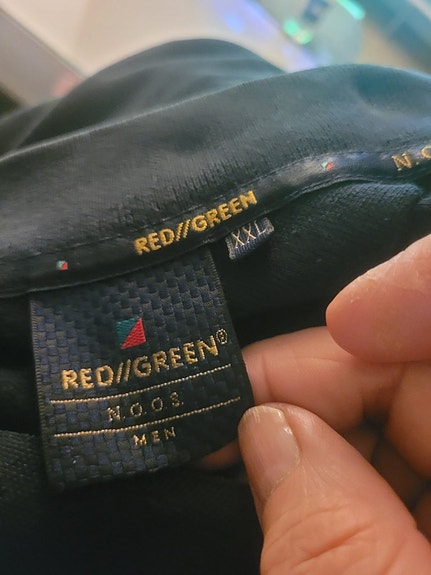 RED//GREEN
N.O
XXL
RED//GREEN®
N.O.O.S.
MEN